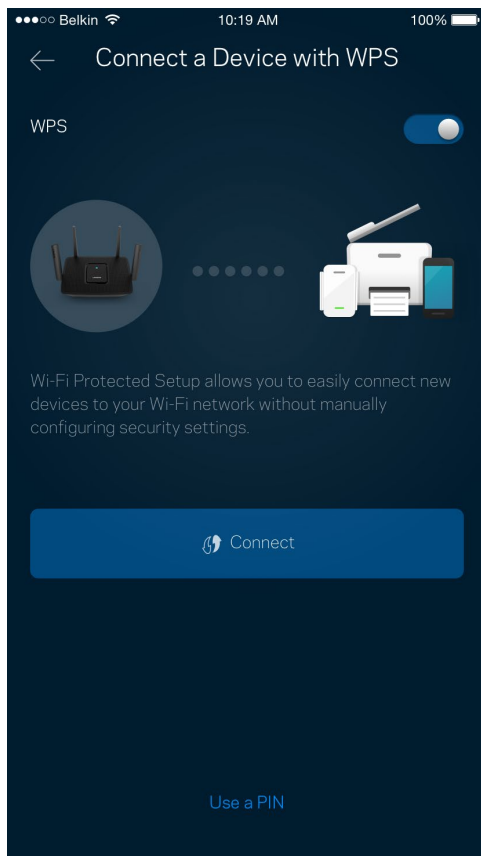 Belkin 10:19 AM 100%
Connect a Device with WPS
WPS
Wi-Fi Protected Setup allows you to easily connect new
devices to your Wi-Fi network without manually
configuring security settings.
Connect
Use a PIN